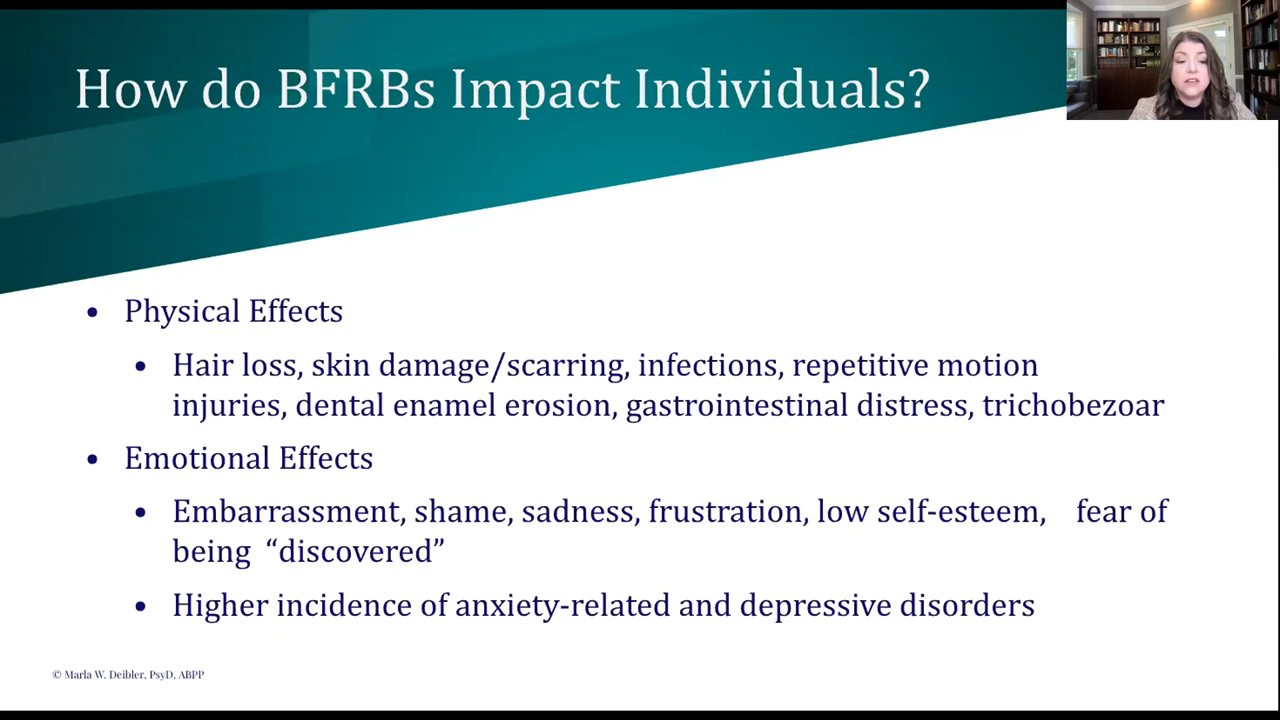 How do BFRBs Impact Individuals?
• Physical Effects
• Hair loss, skin damage/scarring, infections, repetitive motion
injuries, dental enamel erosion, gastrointestinal distress, trichobezoar
• Emotional Effects
• Embarrassment, shame, sadness, frustration, low self-esteem, fear of
being “discovered”
• Higher incidence of anxiety-related and depressive disorders
© Marla W. Deibler, PsyD, ABPP